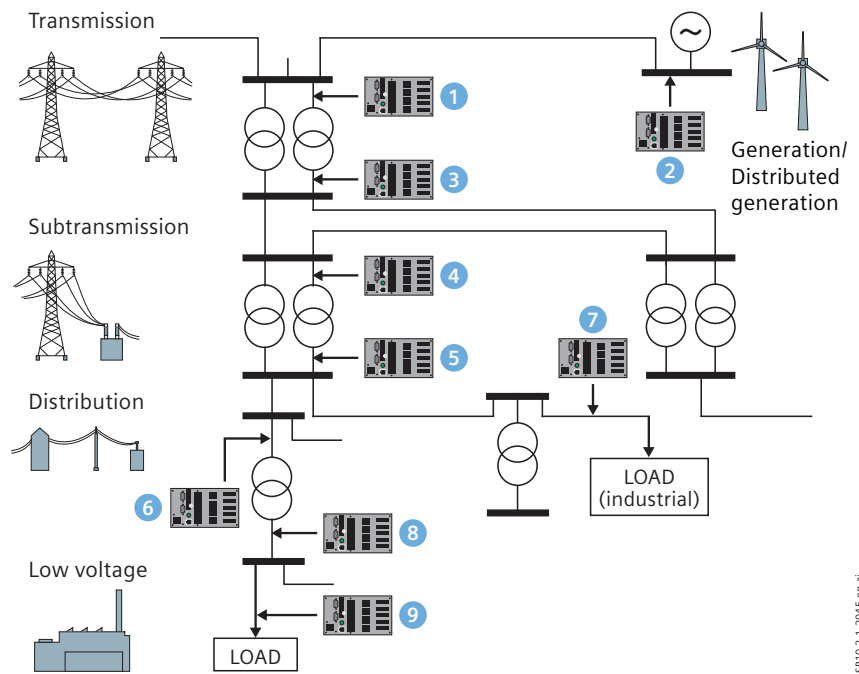 Transmission
~
1
2
Generation/
Distributed
generation
3
Subtransmission
4
7
5
Distribution
LOAD
(industrial)
6
8
Low voltage
9
LOAD